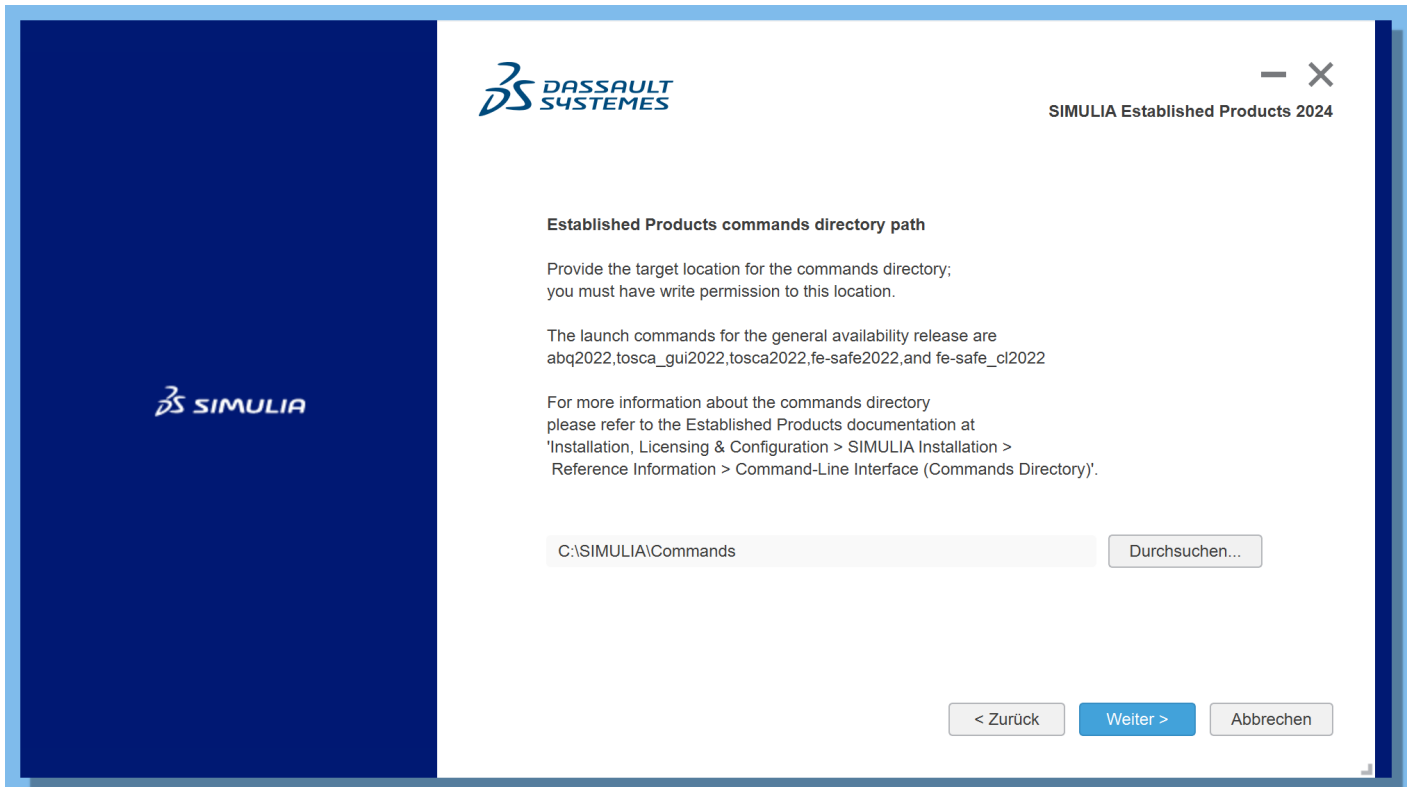 DASSAULT
SYSTEMES
SIMULIA Established Products 2024
Established Products commands directory path
Provide the target location for the commands directory;
you must have write permission to this location.
The launch commands for the general availability release are
abq2022,tosca_gui2022,tosca2022,fe-safe2022,and fe-safe_cl2022
SIMULIA
For more information about the commands directory
please refer to the Established Products documentation at
'Installation, Licensing & Configuration > SIMULIA Installation >
Reference Information > Command-Line Interface (Commands Directory)'.
C:\SIMULIA\Commands
Durchsuchen...
< Zurück
Weiter >
Abbrechen